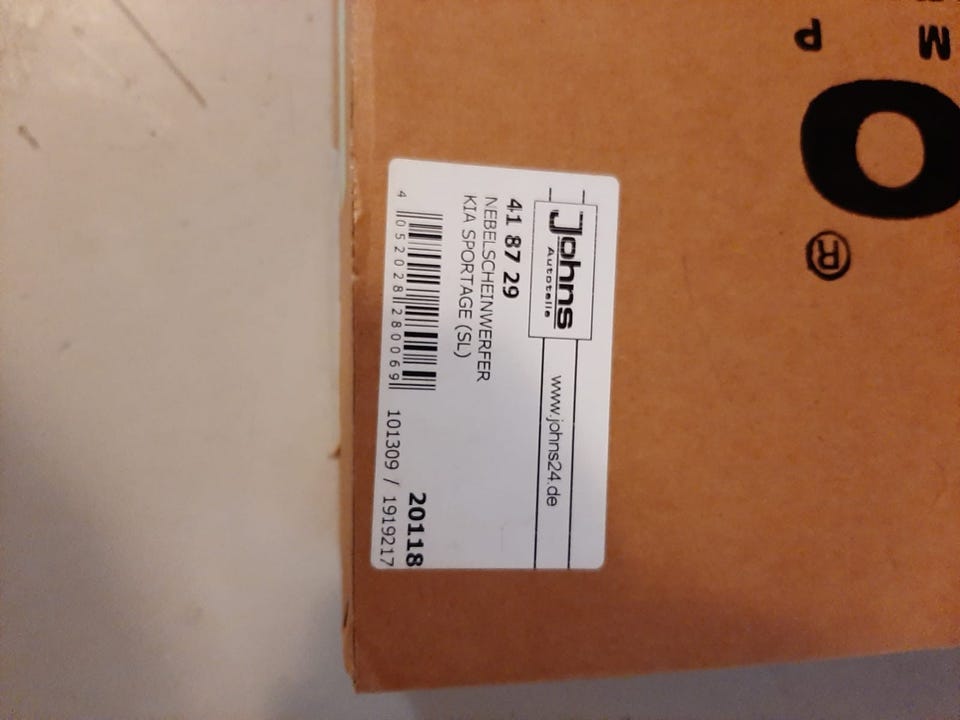 Johns
Autoteile
www.johns24.de
41 87 29
NEBELSCHEINWERFER
KIA SPORTAGE (SL)
4 052028 280069
20118
101309 / 1919217
O
®